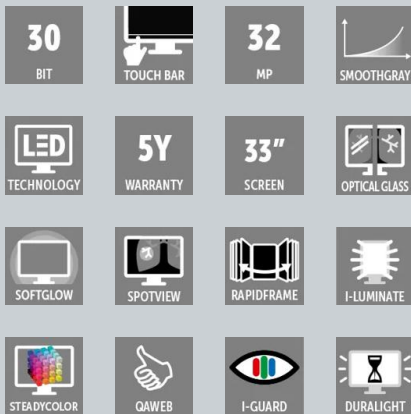 30
BIT
TOUCH BAR
32
MP
SMOOTHGRAY
LED
TECHNOLOGY
5Y
WARRANTY
33"
SCREEN
OPTICAL GLASS
SOFTGLOW
SPOTVIEW
RAPIDFRAME
I-LUMINATE
STEADYCOLOR
QAWEB
I-GUARD
DURALIGHT